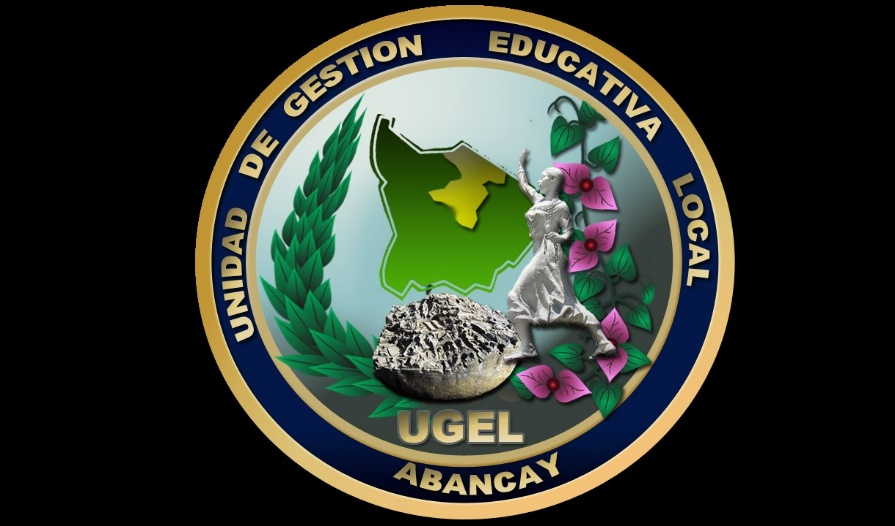 UNIDAD DE GESTION EDUCATIVA LOCAL
UGEL
ABANCAY